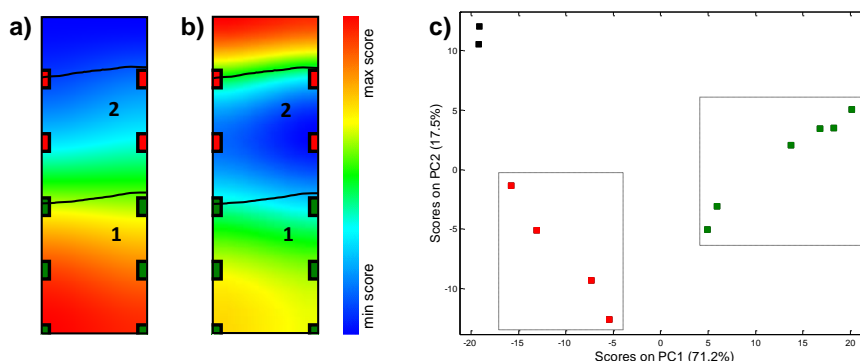 a)
2
1
b)
2
1
max score
min score
c)
Scores on PC2 (17.5%)
10
5
0
-5
-10
-20
-15
-10
-5
0
5
10
15
20
Scores on PC1 (71.2%)